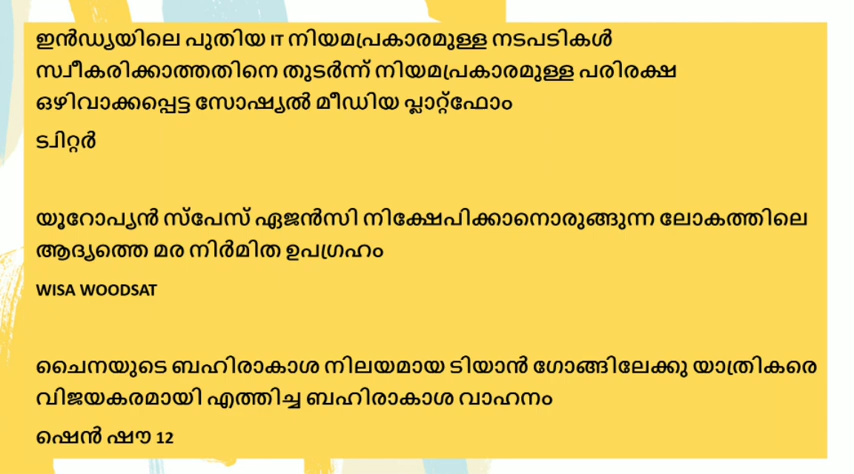 ഇൻഡ്യയിലെ പുതിയ IT നിയമപ്രകാരമുള്ള നടപടികൾ
സ്വീകരിക്കാത്തതിനെ തുടർന്ന് നിയമപ്രകാരമുള്ള പരിരക്ഷ
ഒഴിവാക്കപ്പെട്ട സോഷ്യൽ മീഡിയ പ്ലാറ്റ്ഫോം
ട്വിറ്റർ
യൂറോപ്യൻ സ്പേസ് ഏജൻസി നിക്ഷേപിക്കാനൊരുങ്ങുന്ന ലോകത്തിലെ
ആദ്യത്തെ മര നിർമിത ഉപഗ്രഹം
WISA WOODSAT
ചൈനയുടെ ബഹിരാകാശ നിലയമായ ടിയാൻ ഗോങ്ങിലേക്കു യാത്രികരെ
വിജയകരമായി എത്തിച്ച ബഹിരാകാശ വാഹനം
ഷെൻ ഷൗ 12